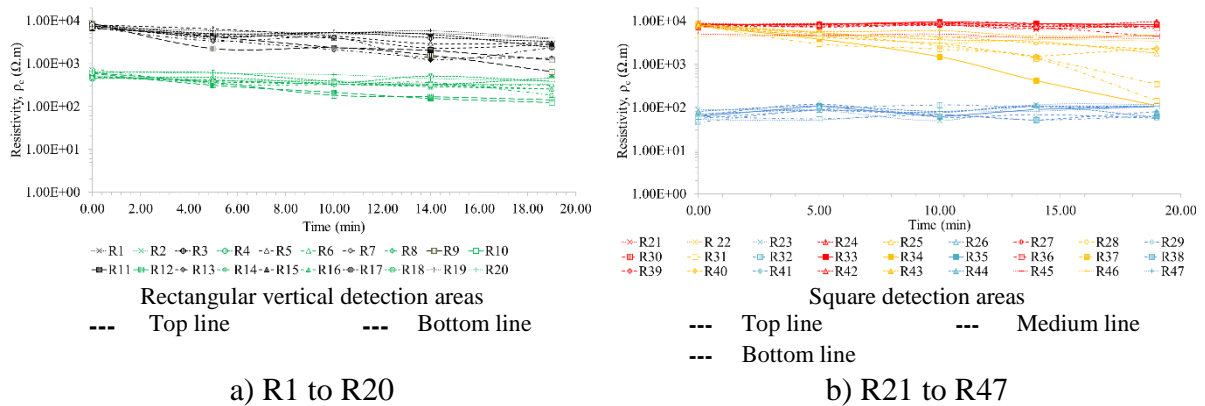 1.00E+04
1.00E+03
1.00E+02
1.00E+01
1.00E+00
Resistivity, ρc (Ω.m)
0.00 2.00 4.00 6.00 8.00 10.00 12.00 14.00 16.00 18.00 20.00
Time (min)
R1 R2 R3 R4 R5 R6 R7 R8 R9 R10
R11 R12 R13 R14 R15 R16 R17 R18 R19 R20
Rectangular vertical detection areas
Top line Bottom line
a) R1 to R20
1.00E+04
1.00E+03
1.00E+02
1.00E+01
1.00E+00
Resistivity, ρc (Ω.m)
0.00 5.00 10.00 15.00 20.00
Time (min)
R21 R 22 R23 R24 R25 R26 R27 R28 R29
R30 R31 R32 R33 R34 R35 R36 R37 R38
R39 R40 R41 R42 R43 R44 R45 R46 R47
Square detection areas
Top line Medium line
Bottom line
b) R21 to R47